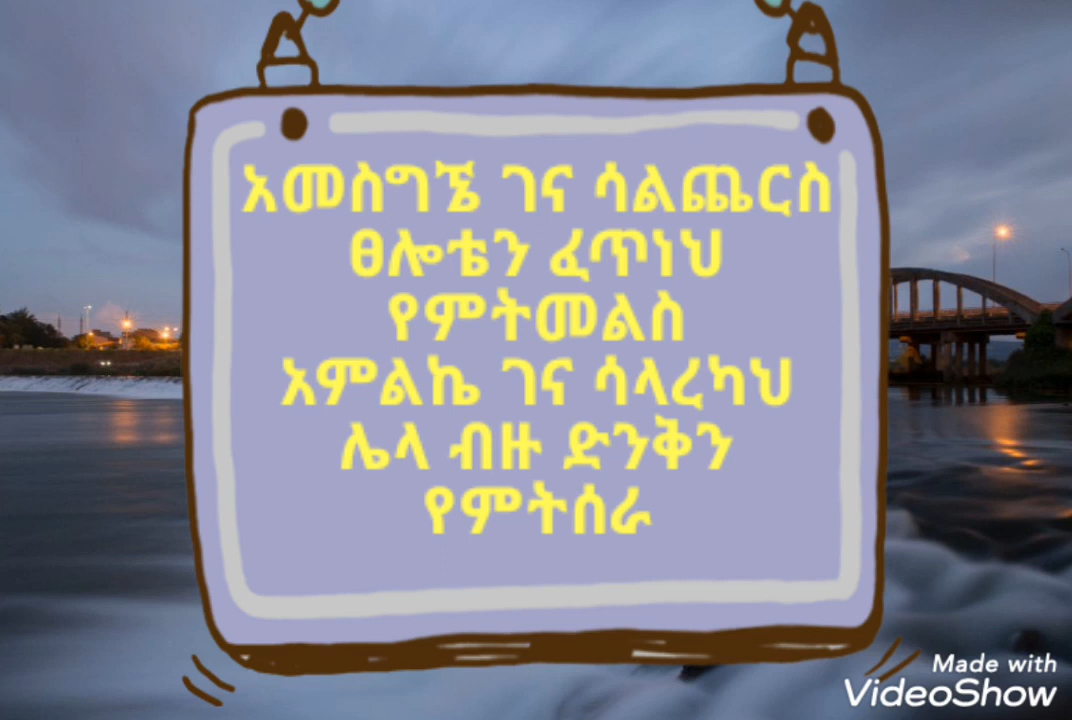 አመስግኜ ገና ሳልጨርስ
ፀሎቴን ፈጥነህ
የምትመልስ
አምልኬ ገና ሳላረካህ
ሌላ ብዙ ድንቅን
የምትሰራ
Made with
VideoShow